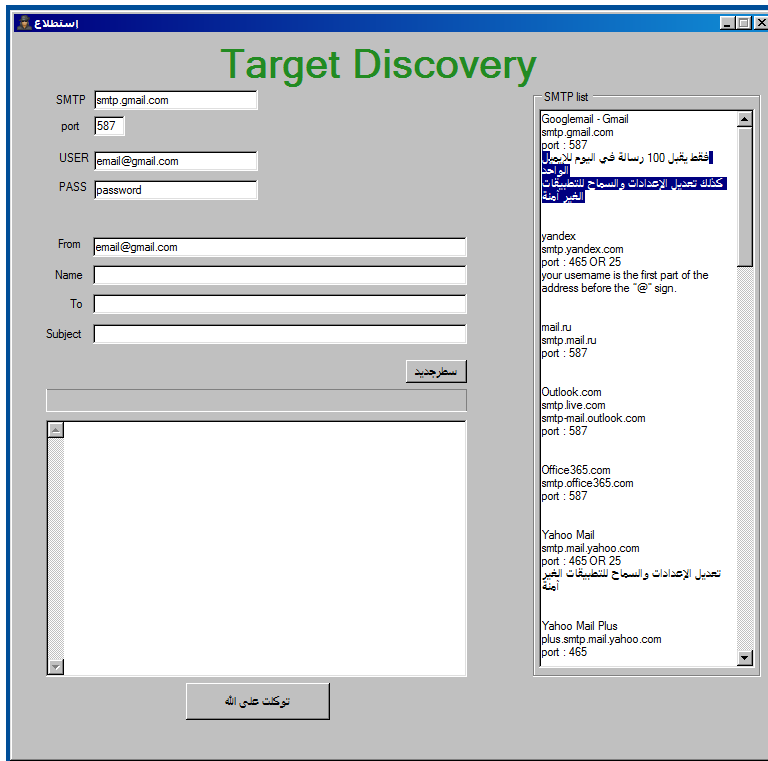 إستطلاع
Target Discovery
SMTP smtp.gmail.com
port 587
USER email@gmail.com
PASS password
From email@gmail.com
Name
To
Subject
سطرجديد
توكلت على الله
SMTP list
Googlemail - Gmail
smtp.gmail.com
port : 587
فقط يقبل 100 رسالة في اليوم للإيميل
الواحد
كذلك تعديل الإعدادات والسماح للتطبيقات
الغير آمنة
yandex
smtp.yandex.com
port : 465 OR 25
your username is the first part of the
address before the “@” sign.
mail.ru
smtp.mail.ru
port : 587
Outlook.com
smtp.live.com
smtp-mail.outlook.com
port : 587
Office365.com
smtp.office365.com
port : 587
Yahoo Mail
smtp.mail.yahoo.com
port : 465 OR 25
تعديل الإعدادات والسماح للتطبيقات الغير
آمنة
Yahoo Mail Plus
plus.smtp.mail.yahoo.com
port : 465